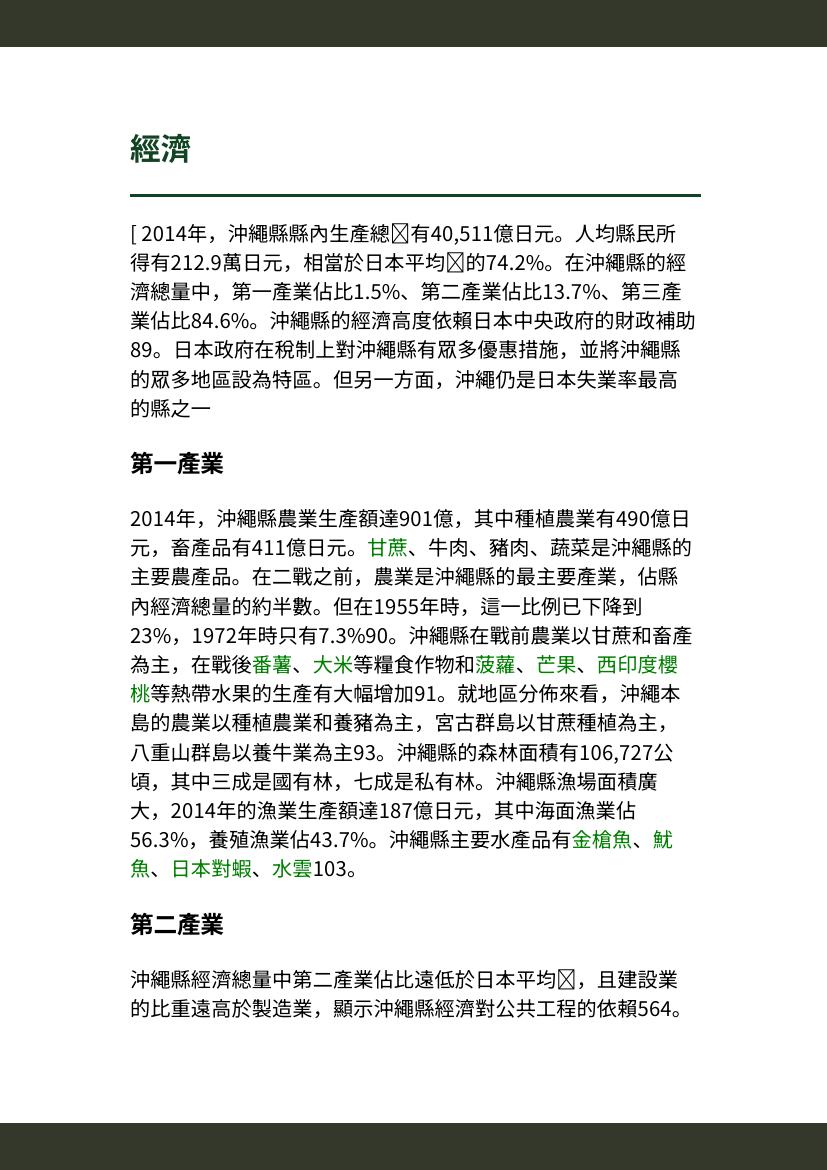 經濟
[ 2014年，沖繩縣縣內生產總有40,511億日元。人均縣民所
得有212.9萬日元，相當於日本平均的74.2%。在沖繩縣的經
濟總量中，第一產業佔比1.5%、第二產業佔比13.7%、第三產
業佔比84.6%。沖繩縣的經濟高度依賴日本中央政府的財政補助
89。日本政府在稅制上對沖繩縣有眾多優惠措施，並將沖繩縣
的眾多地區設為特區。但另一方面，沖繩仍是日本失業率最高
的縣之一
第一產業
2014年，沖繩縣農業生產額達901億，其中種植農業有490億日
元，畜產品有411億日元。甘蔗、牛肉、豬肉、蔬菜是沖繩縣的
主要農產品。在二戰之前，農業是沖繩縣的最主要產業，佔縣
內經濟總量的約半數。但在1955年時，這一比例已下降到
23%，1972年時只有7.3%90。沖繩縣在戰前農業以甘蔗和畜產
為主，在戰後番薯、大米等糧食作物和菠蘿、芒果、西印度櫻
桃等熱帶水果的生產有大幅增加91。就地區分佈來看，沖繩本
島的農業以種植農業和養豬為主，宮古群島以甘蔗種植為主，
八重山群島以養牛業為主93。沖繩縣的森林面積有106,727公
頃，其中三成是國有林，七成是私有林。沖繩縣漁場面積廣
大，2014年的漁業生產額達187億日元，其中海面漁業佔
56.3%，養殖漁業佔43.7%。沖繩縣主要水產品有金槍魚、魷
魚、日本對蝦、水雲103。
第二產業
沖繩縣經濟總量中第二產業佔比遠低於日本平均，且建設業
的比重遠高於製造業，顯示沖繩縣經濟對公共工程的依賴564。